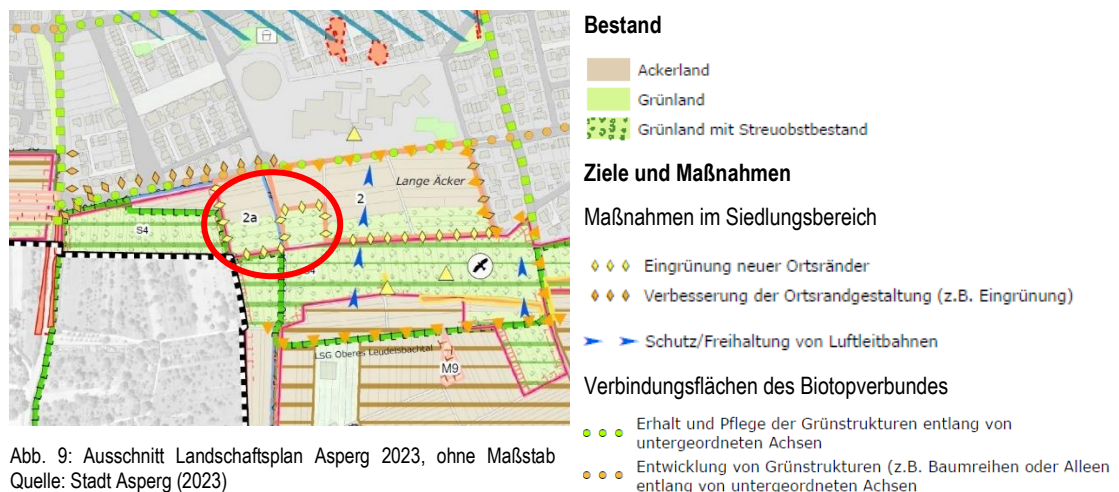 Lange Äcker
2
2a
S4
4
LSG Oberes Leudelsbachtal
M9
Abb. 9: Ausschnitt Landschaftsplan Asperg 2023, ohne Maßstab
Quelle: Stadt Asperg (2023)
Bestand
Ackerland
Grünland
Grünland mit Streuobstbestand
Ziele und Maßnahmen
Maßnahmen im Siedlungsbereich
Eingrünung neuer Ortsränder
Verbesserung der Ortsrandgestaltung (z.B. Eingrünung)
Schutz/Freihaltung von Luftleitbahnen
Verbindungsflächen des Biotopverbundes
Erhalt und Pflege der Grünstrukturen entlang von
untergeordneten Achsen
Entwicklung von Grünstrukturen (z.B. Baumreihen oder Alleen
entlang von untergeordneten Achsen